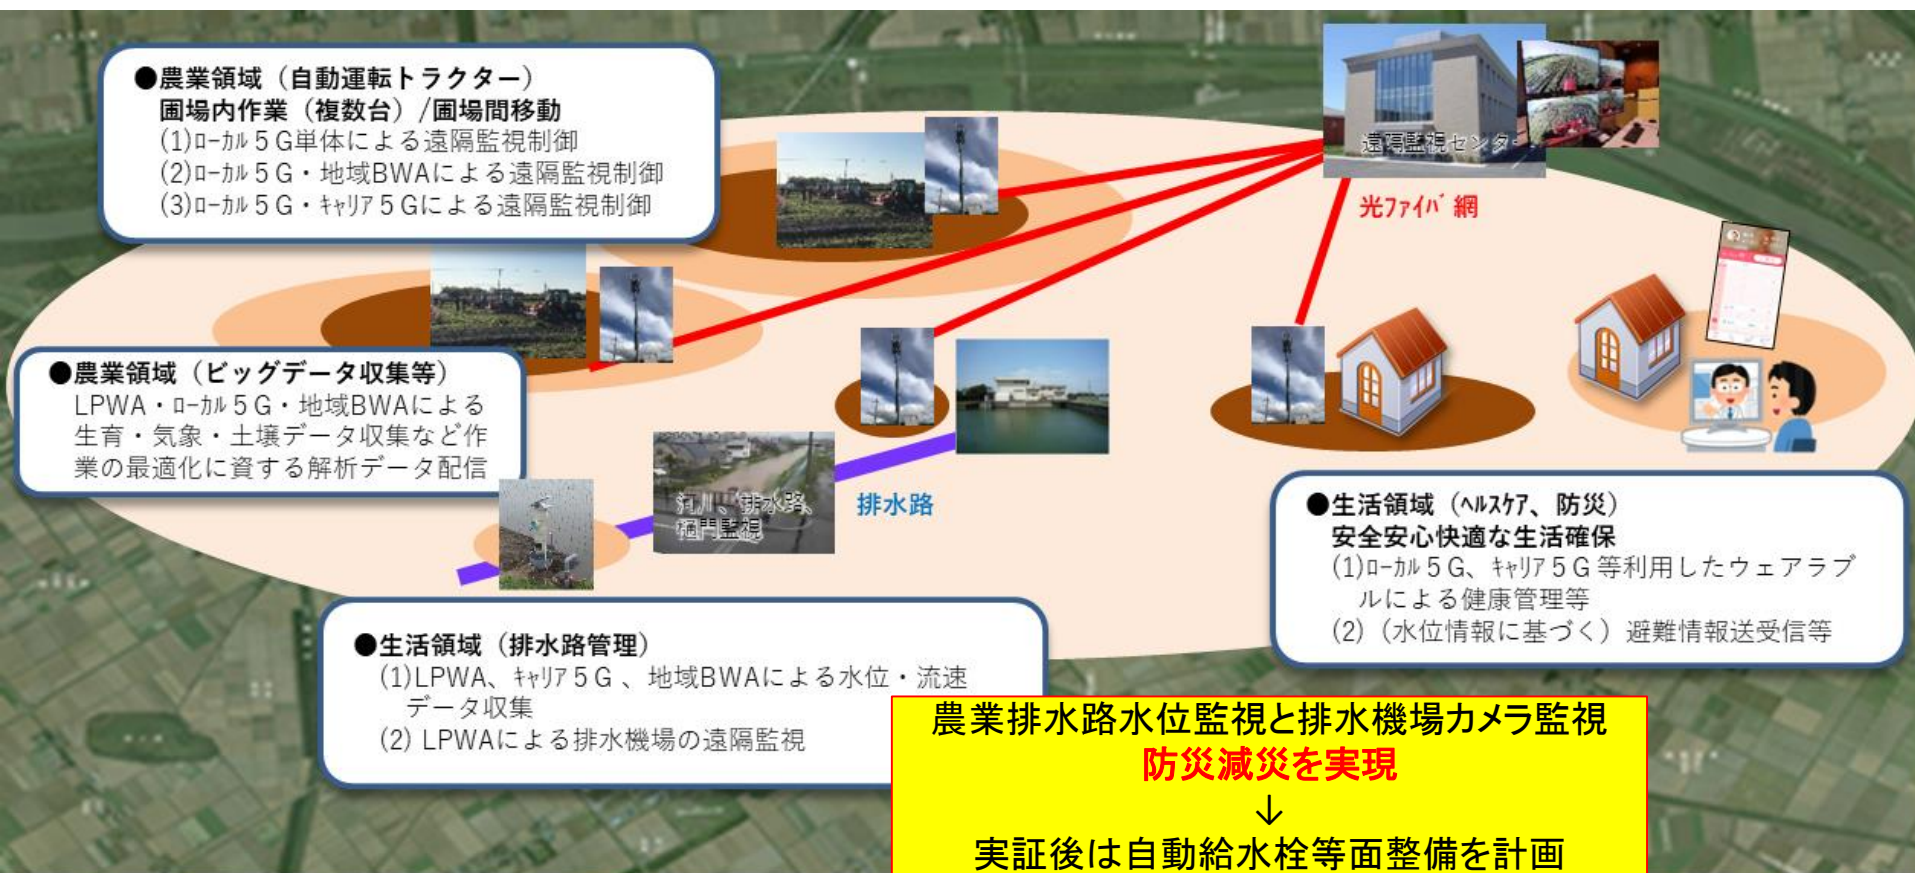 ●農業領域（自動運転トラクター）
圃場内作業（複数台）/圃場間移動
(1)ﾛｰｶﾙ５G単体による遠隔監視制御
(2)ﾛｰｶﾙ５G・地域BWAによる遠隔監視制御
(3)ﾛｰｶﾙ５G・ｷｬﾘｱ５Gによる遠隔監視制御
遠隔監視センター
光ﾌｧｲﾊﾞ網
●農業領域（ビッグデータ収集等）
LPWA・ﾛｰｶﾙ５G・地域BWAによる
生育・気象・土壌データ収集など作
業の最適化に資する解析データ配信
河川、排水路、
樋門監視
排水路
●生活領域（ﾍﾙｽｹｱ、防災）
安全安心快適な生活確保
(1)ﾛｰｶﾙ５G、ｷｬﾘｱ５G等利用したウェアラブ
ルによる健康管理等
(2)（水位情報に基づく）避難情報送受信等
●生活領域（排水路管理）
(1)LPWA、ｷｬﾘｱ５G 、地域BWAによる水位・流速
データ収集
(2) LPWAによる排水機場の遠隔監視
農業排水路水位監視と排水機場カメラ監視
防災減災を実現
↓
実証後は自動給水栓等面整備を計画